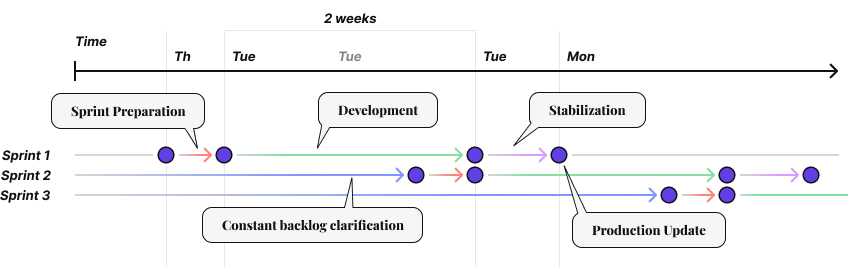 2 weeks
Time
Th
Tue
Tue
Tue
Mon
Sprint Preparation
Development
Stabilization
Sprint 1
Sprint 2
Sprint 3
Constant backlog clarification
Production Update